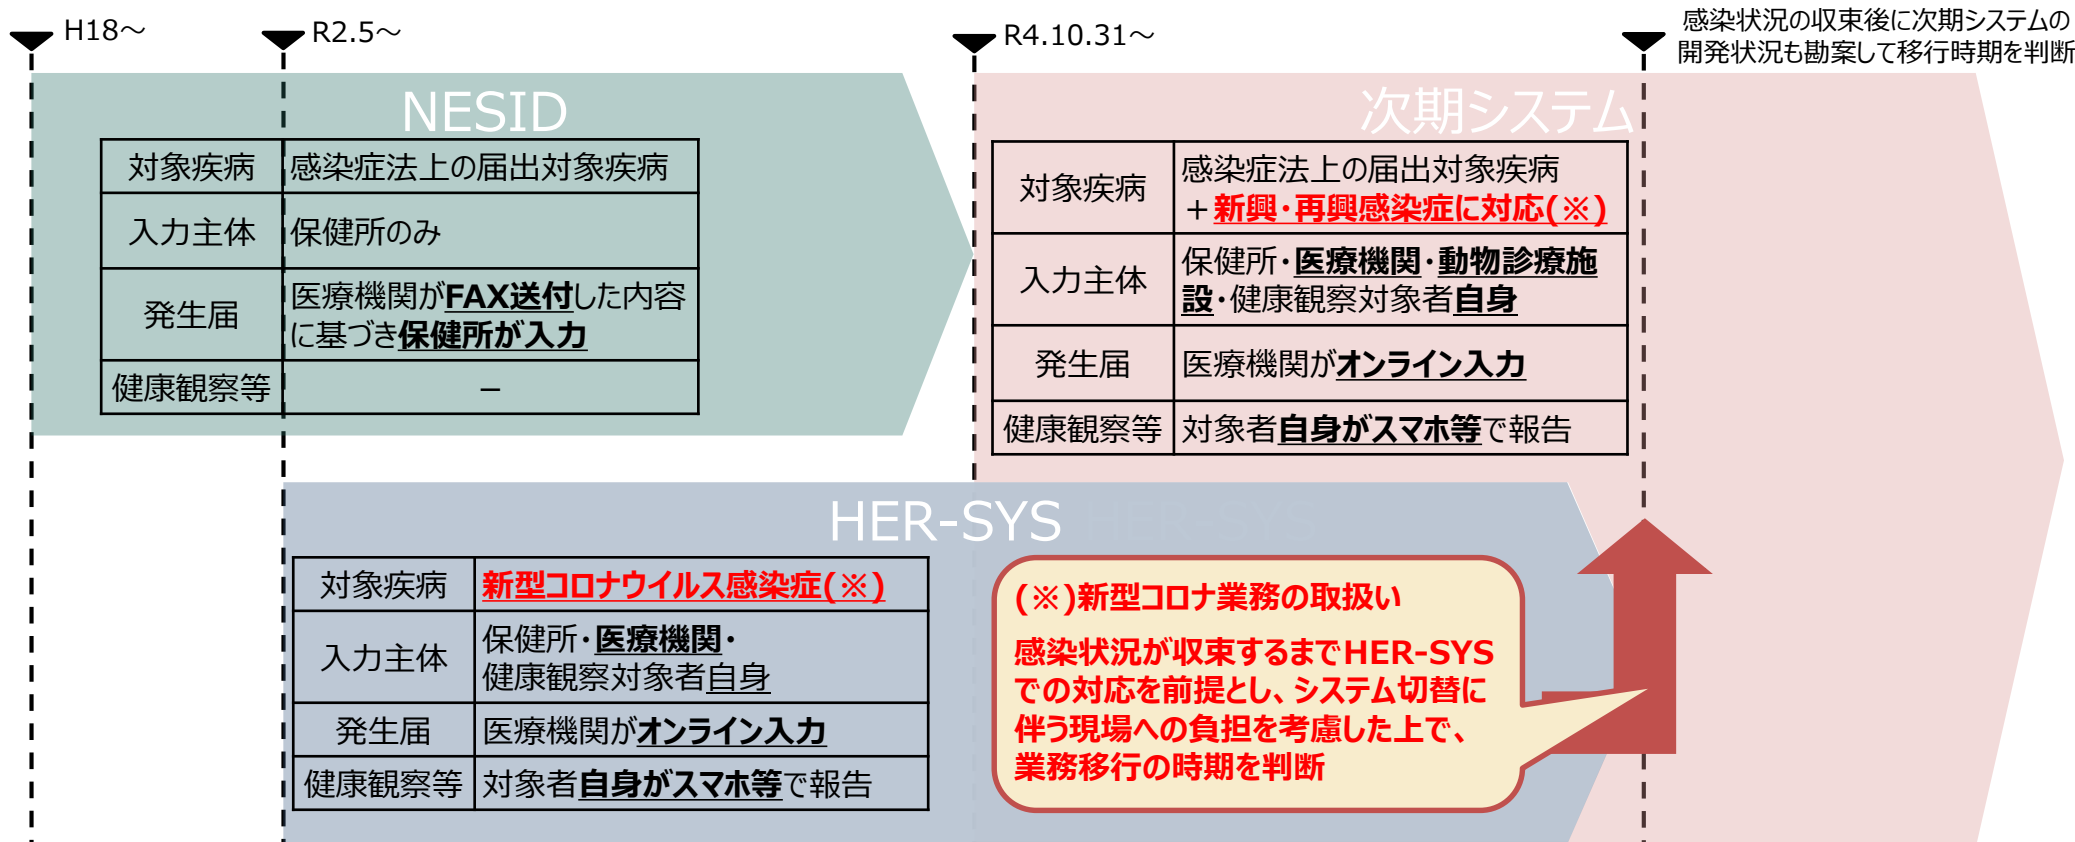 H18～
R2.5～
R4.10.31～
感染状況の収束後に次期システムの
開発状況も勘案して移行時期を判断
NESID
対象疾病
感染症法上の届出対象疾病
入力主体
保健所のみ
発生届
医療機関がFAX送付した内容
に基づき保健所が入力
健康観察等
－
次期システム
対象疾病
感染症法上の届出対象疾病
＋新興・再興感染症に対応(※)
入力主体
保健所・医療機関・動物診療施
設・健康観察対象者自身
発生届
医療機関がオンライン入力
健康観察等
対象者自身がスマホ等で報告
HER-SYS
HER-SYS
対象疾病
新型コロナウイルス感染症(※)
入力主体
保健所・医療機関・
健康観察対象者自身
発生届
医療機関がオンライン入力
健康観察等
対象者自身がスマホ等で報告
(※)新型コロナ業務の取扱い
感染状況が収束するまでHER-SYS
での対応を前提とし、システム切替に
伴う現場への負担を考慮した上で、
業務移行の時期を判断